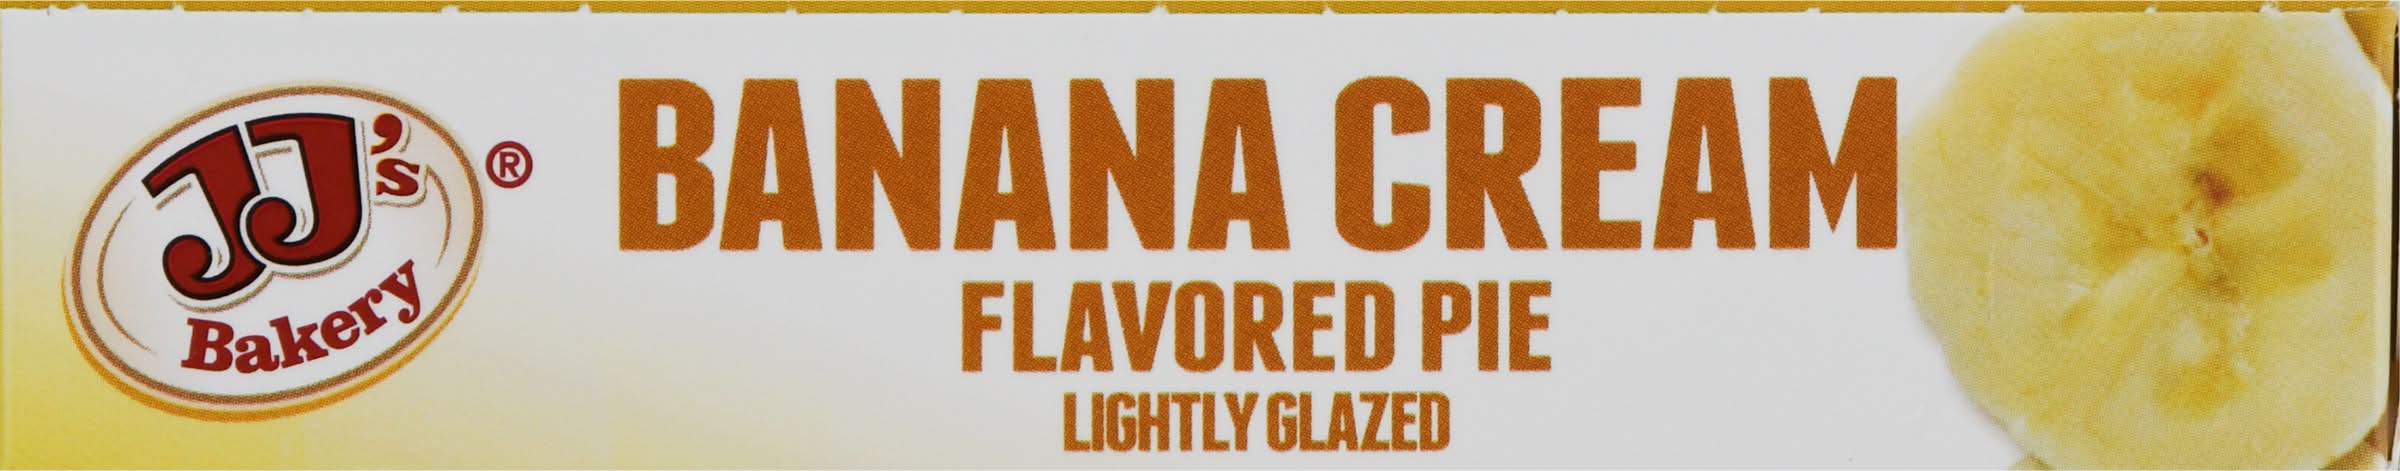 JJ's
Bakery
®
BANANA CREAM
FLAVORED PIE
LIGHTLY GLAZED